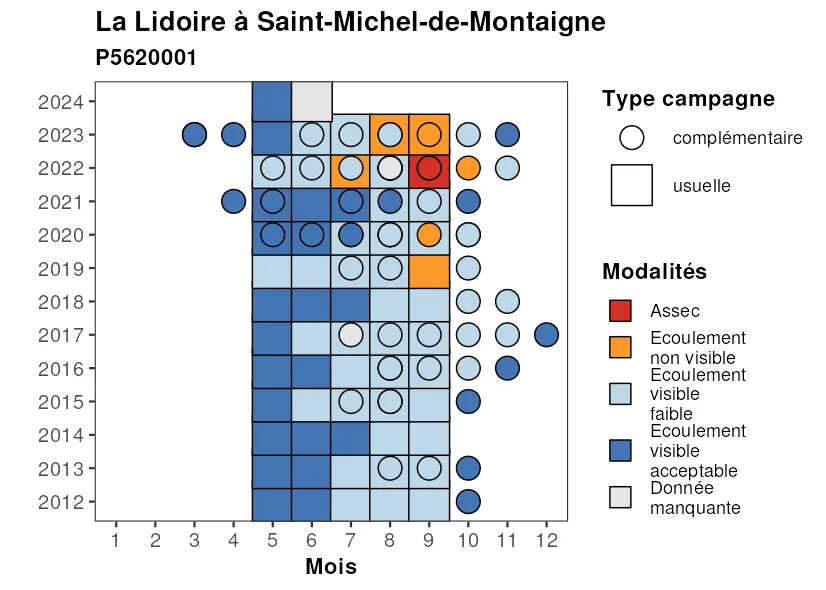 La Lidoire à Saint-Michel-de-Montaigne
P5620001
2024
2023
2022
2021
2020
2019
2018
2017
2016
2015
2014
2013
2012
1 2 3 4 5 6 7 8 9 10 11 12
Mois
Type campagne
complémentaire
usuelle
Modalités
Assec
Ecoulement
non visible
Ecoulement
visible
faible
Ecoulement
visible
acceptable
Donnée
manquante